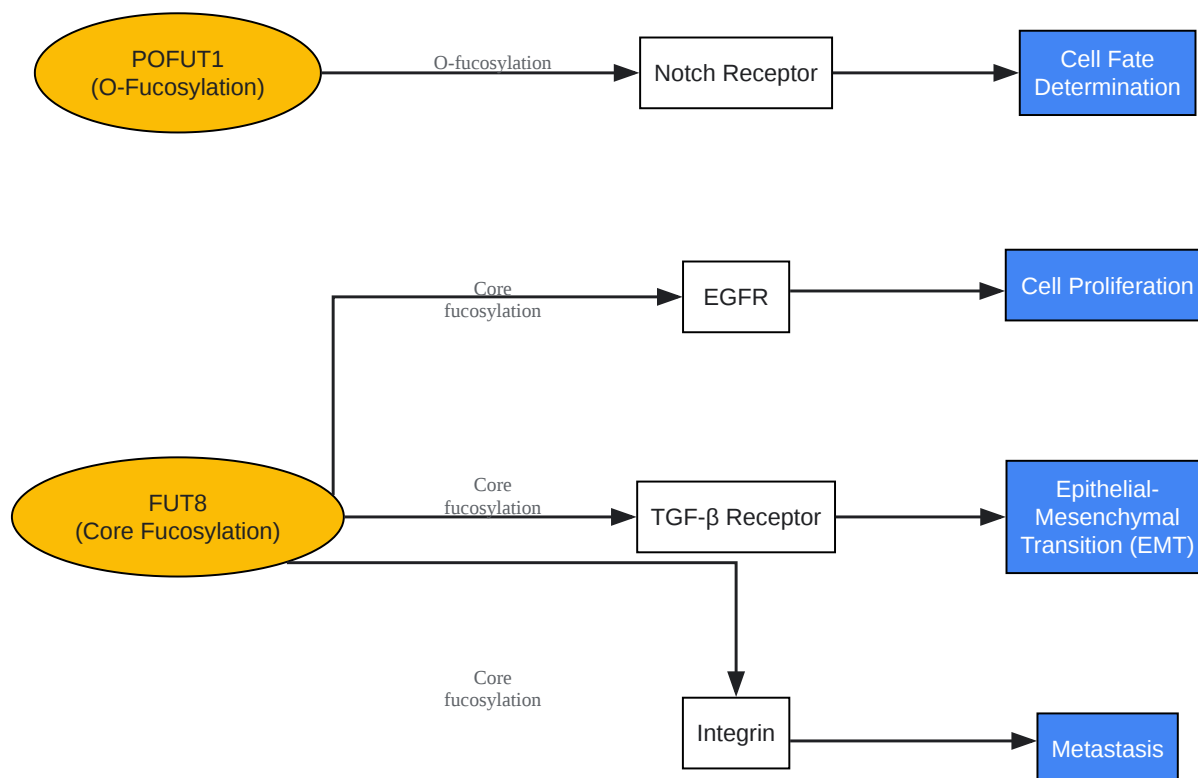 POFUT1
(O-Fucosylation)
O-fucosylation
Notch Receptor
Cell Fate
Determination
Core
fucosylation
EGFR
Cell Proliferation
FUT8
(Core Fucosylation)
Core
fucosylation
TGF-β Receptor
Epithelial-
Mesenchymal
Transition (EMT)
Core
fucosylation
Integrin
Metastasis